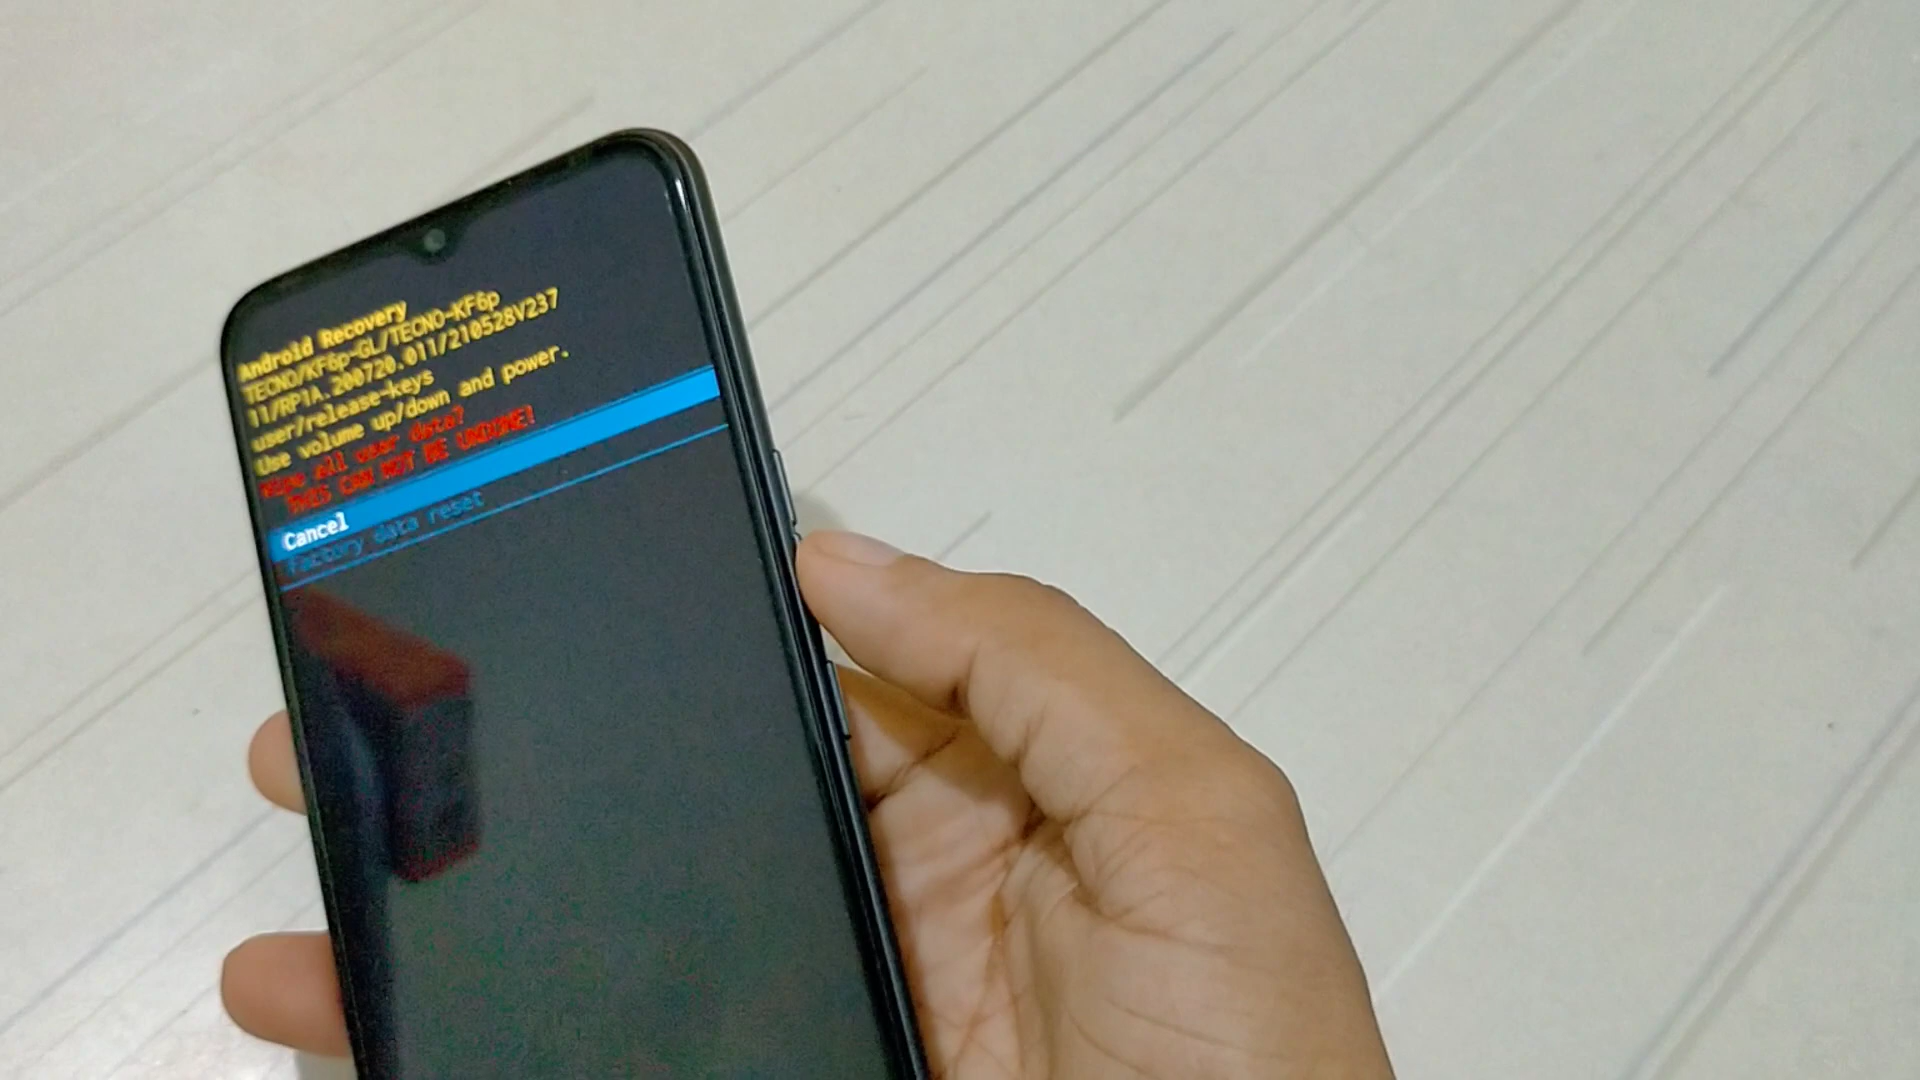 Android Recovery
TECNO/KF6p-GL/TECNO-KF6p
11/RP1A.200720.011/210528V237
user/release-keys
Use volume up/down and power.
Wipe all user data?
THIS CAN NOT BE UNDONE!
Cancel
Factory data reset